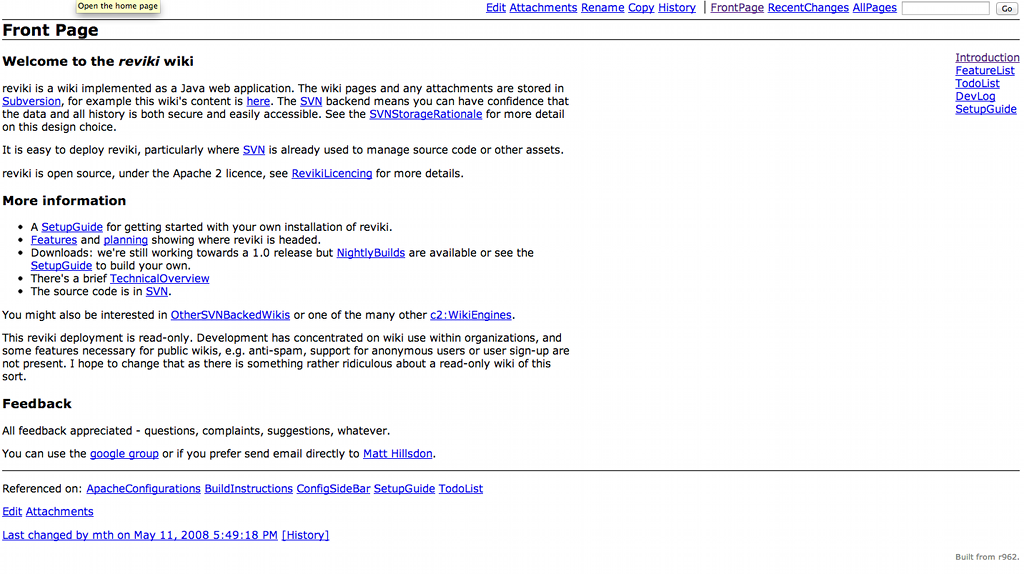 Open the home page
Edit Attachments Rename Copy History | FrontPage RecentChanges AllPages Go
Front Page
Welcome to the reviki wiki
Introduction
FeatureList
TodoList
DevLog
SetupGuide
reviki is a wiki implemented as a Java web application. The wiki pages and any attachments are stored in
Subversion, for example this wiki's content is here. The SVN backend means you can have confidence that
the data and all history is both secure and easily accessible. See the SVNStorageRationale for more detail
on this design choice.
It is easy to deploy reviki, particularly where SVN is already used to manage source code or other assets.
reviki is open source, under the Apache 2 licence, see RevikiLicencing for more details.
More information
• A SetupGuide for getting started with your own installation of reviki.
• Features and planning showing where reviki is headed.
• Downloads: we're still working towards a 1.0 release but NightlyBuilds are available or see the
SetupGuide to build your own.
• There's a brief TechnicalOverview
• The source code is in SVN.
You might also be interested in OtherSVNBackedWikis or one of the many other c2:WikiEngines.
This reviki deployment is read-only. Development has concentrated on wiki use within organizations, and
some features necessary for public wikis, e.g. anti-spam, support for anonymous users or user sign-up are
not present. I hope to change that as there is something rather ridiculous about a read-only wiki of this
sort.
Feedback
All feedback appreciated - questions, complaints, suggestions, whatever.
You can use the google group or if you prefer send email directly to Matt Hillsdon.
Referenced on: ApacheConfigurations BuildInstructions ConfigSideBar SetupGuide TodoList
Edit Attachments
Last changed by mth on May 11, 2008 5:49:18 PM [History]
Built from r962.